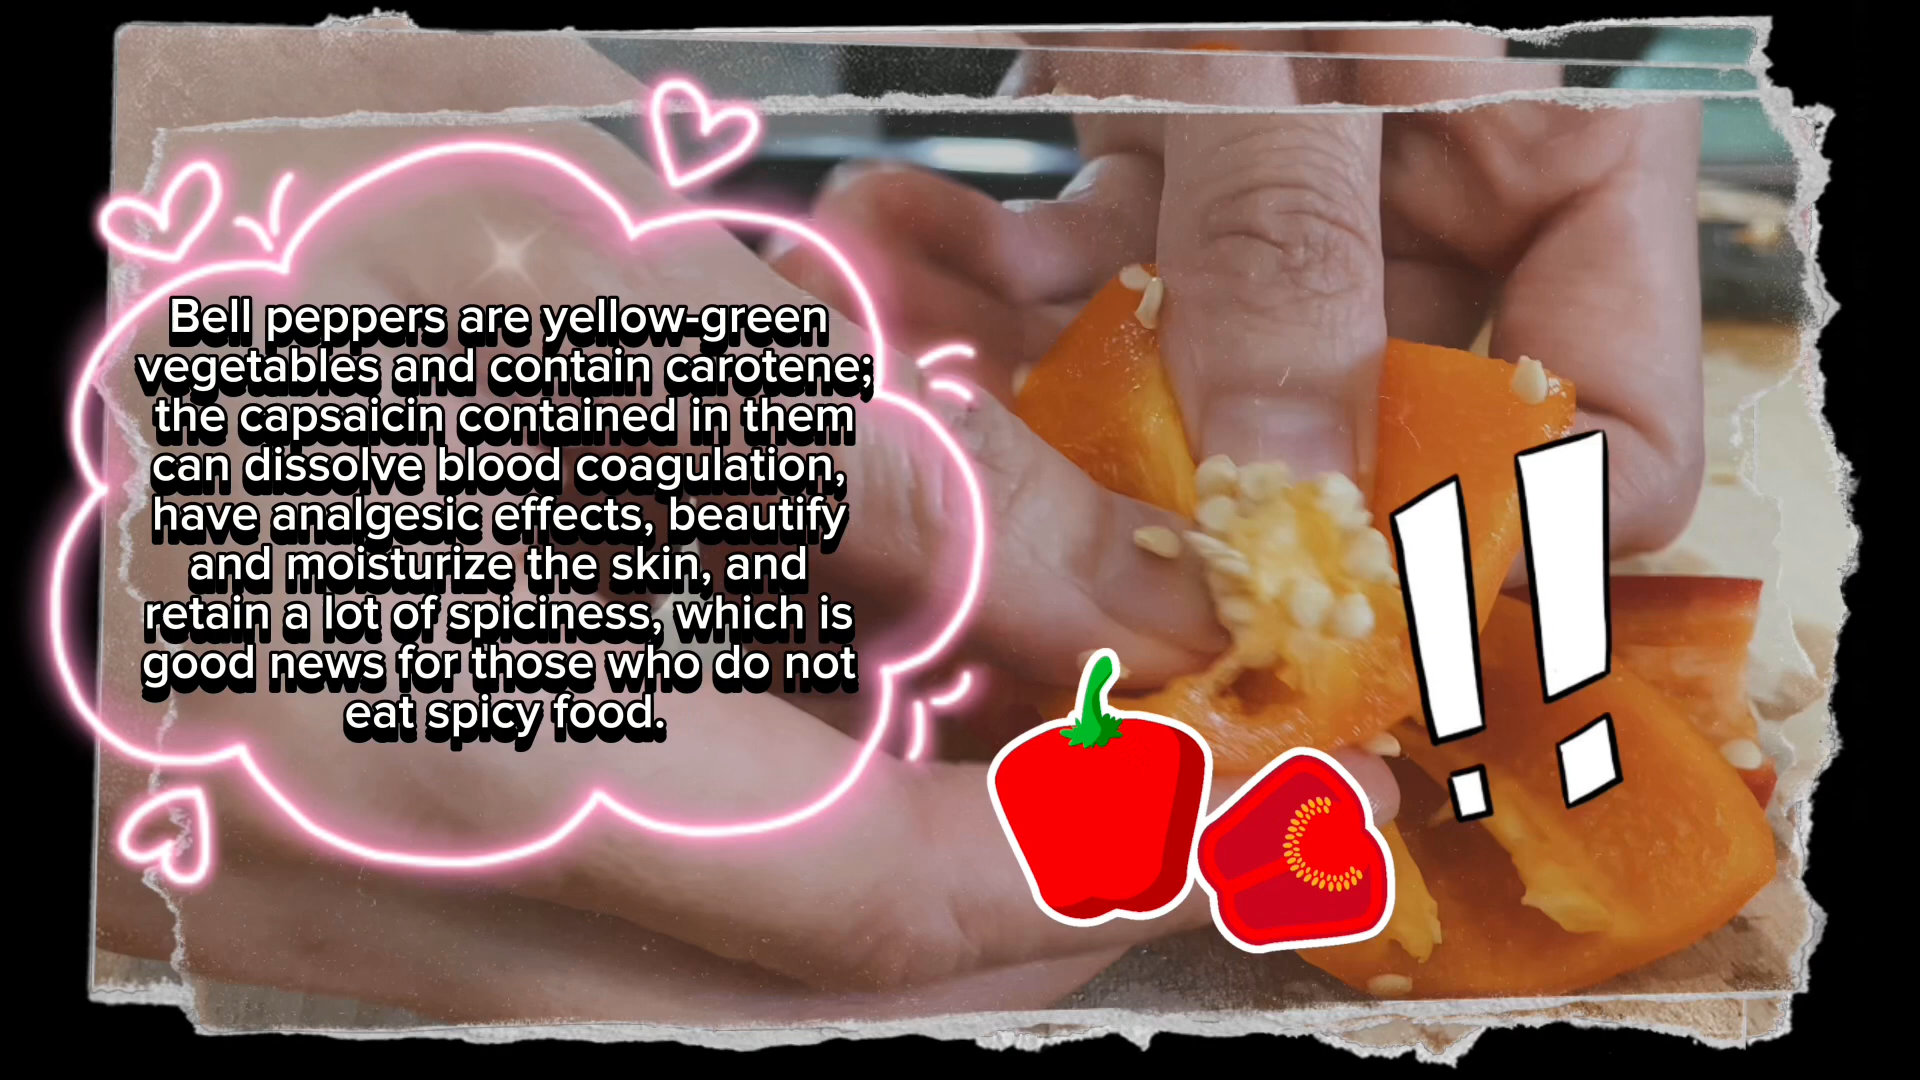 Bell peppers are yellow-green
vegetables and contain carotene;
the capsaicin contained in them
can dissolve blood coagulation,
have analgesic effects, beautify
and moisturize the skin, and
retain a lot of spiciness, which is
good news for those who do not
eat spicy food.